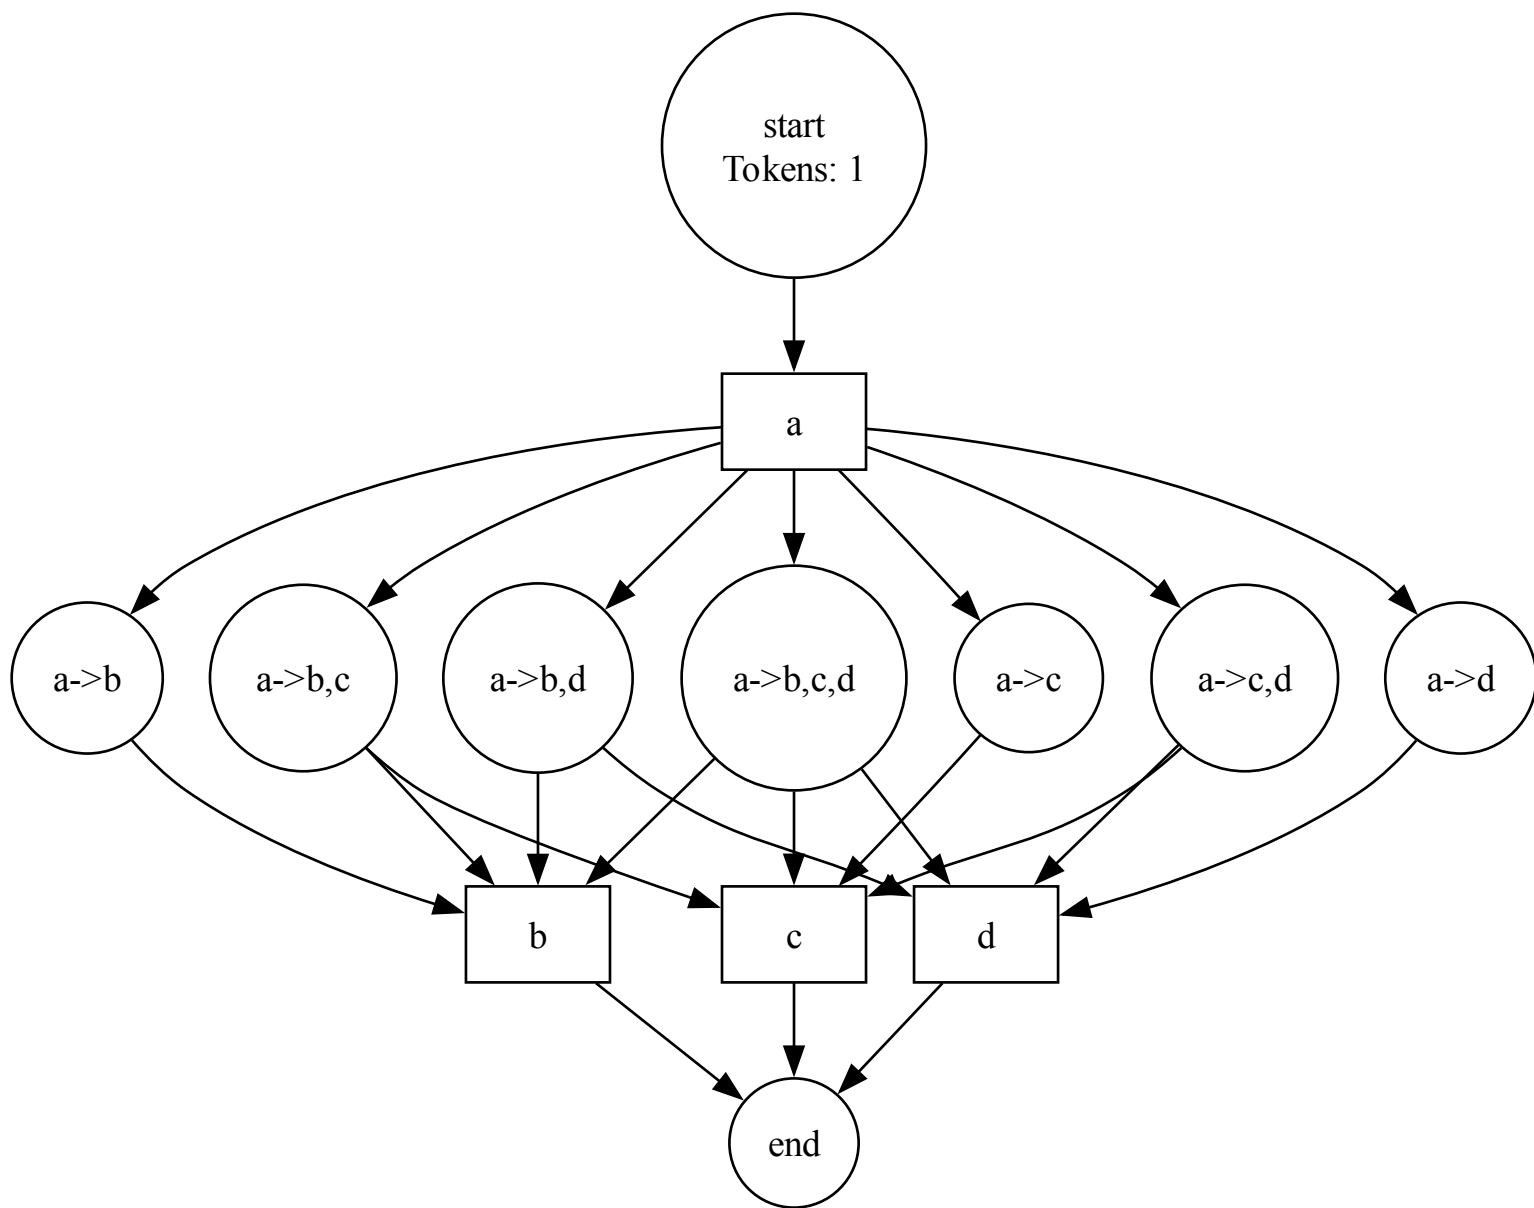 start
Tokens: 1
a
a->b
a->b,c
a->b,d
a->b,c,d
a->c
a->c,d
a->d
b
c
d
end